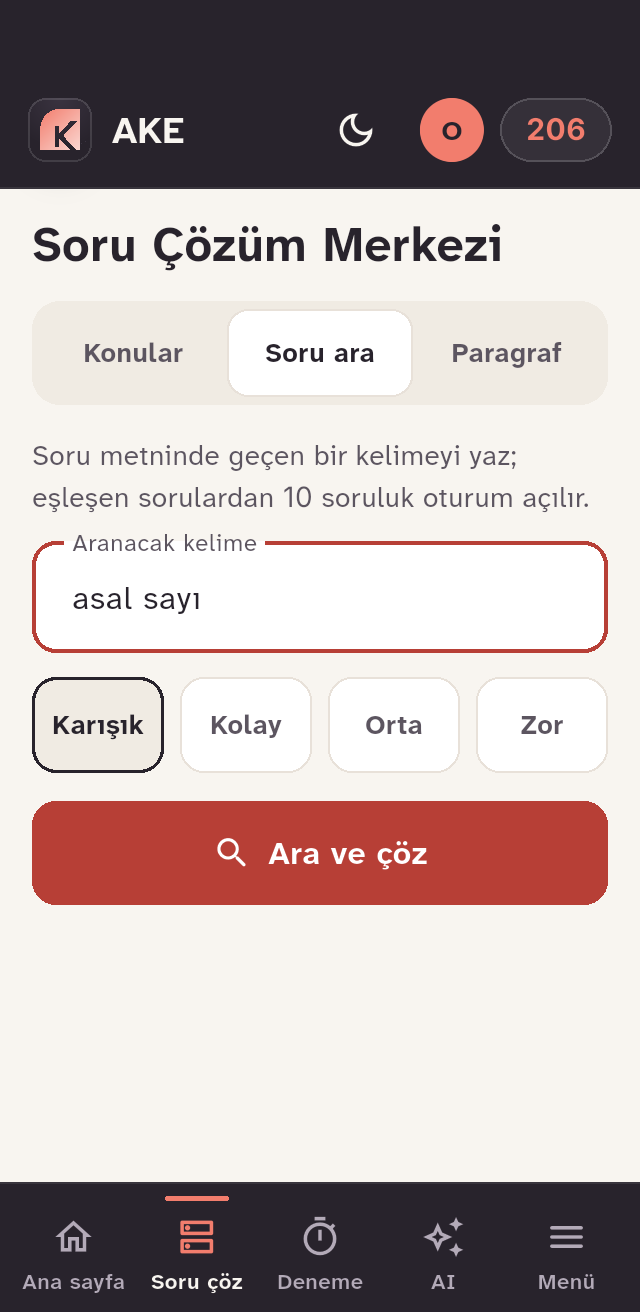 AKE
O
206
Soru Çözüm Merkezi
Konular
Soru ara
Paragraf
Soru metninde geçen bir kelimeyi yaz;
eşleşen sorulardan 10 soruluk oturum açılır.
Aranacak kelime
asal sayı
Karışık
Kolay
Orta
Zor
Ara ve çöz
Ana sayfa
Soru çöz
Deneme
AI
Menü